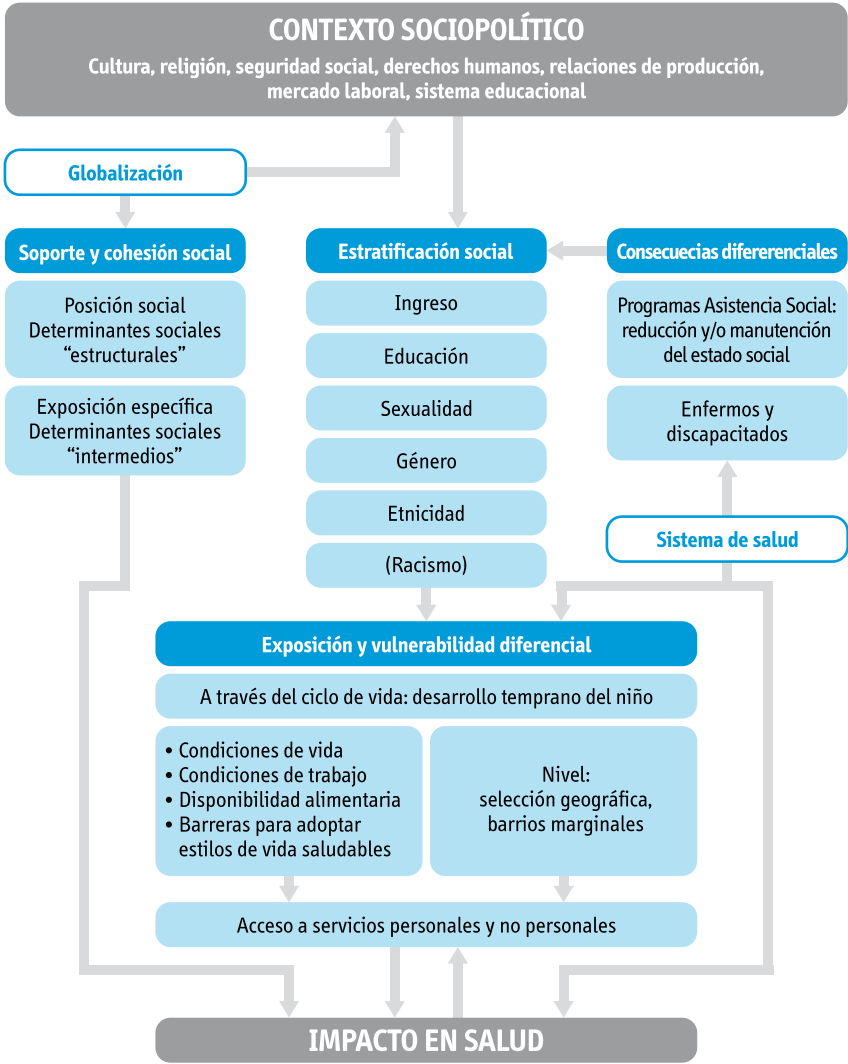 CONTEXTO SOCIOPOLÍTICO
Cultura, religión, seguridad social, derechos humanos, relaciones de producción,
mercado laboral, sistema educacional
Globalización
Soporte y cohesión social
Posición social
Determinantes sociales
“estructurales”
Exposición específica
Determinantes sociales
“intermedios”
Estratificación social
Ingreso
Educación
Sexualidad
Género
Etnicidad
(Racismo)
Consecuecias difererenciales
Programas Asistencia Social:
reducción y/o manutención
del estado social
Enfermos y
discapacitados
Sistema de salud
Exposición y vulnerabilidad diferencial
A través del ciclo de vida: desarrollo temprano del niño
• Condiciones de vida
• Condiciones de trabajo
• Disponibilidad alimentaria
• Barreras para adoptar
estilos de vida saludables
Nivel:
selección geográfica,
barrios marginales
Acceso a servicios personales y no personales
IMPACTO EN SALUD